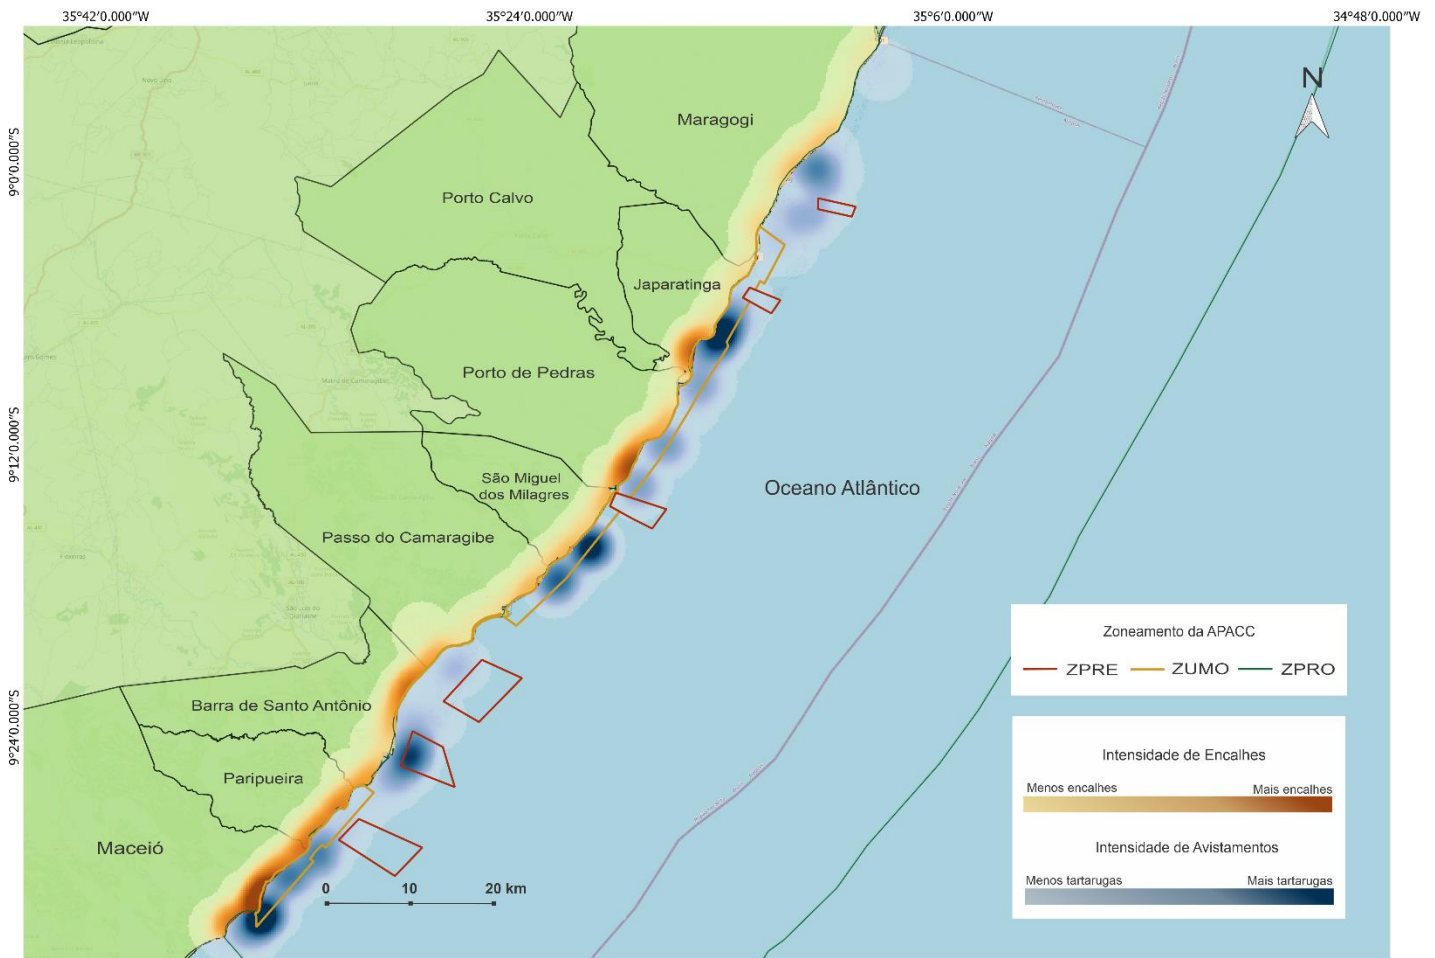 35°42'0.000"W
35°24'0.000"W
35°6'0.000"W
34°48'0.000"W
N
Maragogi
9°0'0.000"S
Porto Calvo
Japaratinga
Porto de Pedras
9°12'0.000"S
São Miguel
dos Milagres
Oceano Atlântico
Passo do Camaragibe
Zoneamento da APACC
ZPRE
ZUMO
ZPRO
Barra de Santo Antônio
9°24'0.000"S
Paripueira
Intensidade de Encalhes
Menos encalhes
Mais encalhes
Maceió
Intensidade de Avistamentos
Menos tartarugas
Mais tartarugas
0
10
20 km